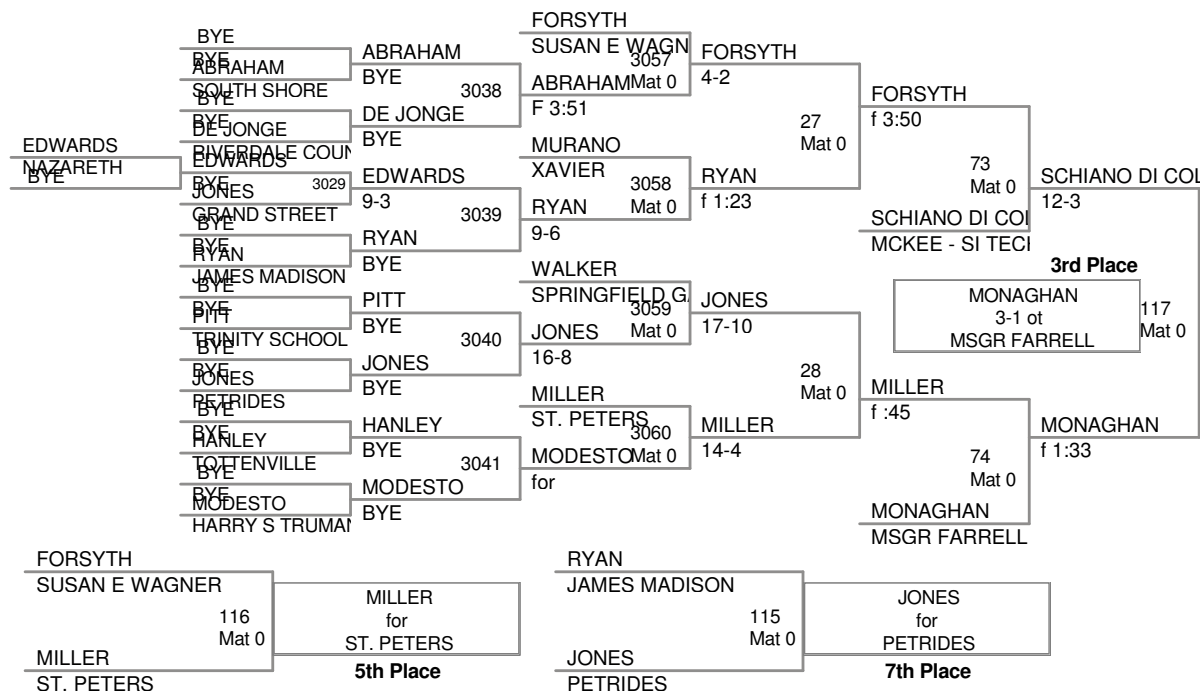 BYE
BYE
ABRAHAM
SOUTH SHORE
BYE
BYE
DE JONGE
RIVERDALE COUN
EDWARDS
NAZARETH
BYE
EDWARDS
BYE
3029
JONES
GRAND STREET
BYE
BYE
RYAN
JAMES MADISON
BYE
BYE
PITT
TRINITY SCHOOL
BYE
BYE
JONES
PETRIDES
BYE
BYE
HANLEY
TOTTENVILLE
BYE
BYE
MODESTO
HARRY S TRUMAN
ABRAHAM
BYE
3038
DE JONGE
BYE
EDWARDS
9-3
3039
RYAN
BYE
PITT
BYE
3040
JONES
BYE
HANLEY
BYE
3041
MODESTO
BYE
FORSYTH
SUSAN E WAGN
3057
Mat 0
ABRAHAM
F 3:51
MURANO
XAVIER
3058
Mat 0
RYAN
9-6
WALKER
SPRINGFIELD GA
3059
Mat 0
JONES
16-8
MILLER
ST. PETERS
3060
Mat 0
MODESTO
for
FORSYTH
4-2
27
Mat 0
RYAN
f 1:23
JONES
17-10
28
Mat 0
MILLER
14-4
FORSYTH
f 3:50
73
Mat 0
SCHIANO DI COL
MCKEE - SI TECH
MILLER
f :45
74
Mat 0
MONAGHAN
MSGR FARRELL
SCHIANO DI COL
12-3
3rd Place
MONAGHAN
3-1 ot
MSGR FARRELL
117
Mat 0
MONAGHAN
f 1:33
FORSYTH
SUSAN E WAGNER
116
Mat 0
MILLER
ST. PETERS
MILLER
for
ST. PETERS
5th Place
RYAN
JAMES MADISON
115
Mat 0
JONES
PETRIDES
JONES
for
PETRIDES
7th Place